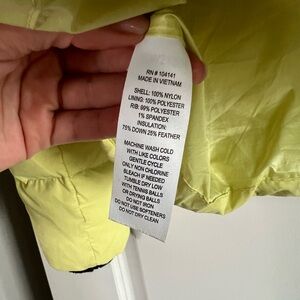 RN # 104141
MADE IN VIETNAM
SHELL: 100% NYLON
LINING: 100% POLYESTER
RIB: 99% POLYESTER
1% SPANDEX
INSULATION:
75% DOWN 25% FEATHER
MACHINE WASH COLD
WITH LIKE COLORS
GENTLE CYCLE
ONLY NON CHLORINE
BLEACH IF NEEDED
TUMBLE DRY LOW
WITH TENNIS BALLS
OR DRYING BALLS
DO NOT IRON
DO NOT USE SOFTENERS
DO NOT DRY CLEAN